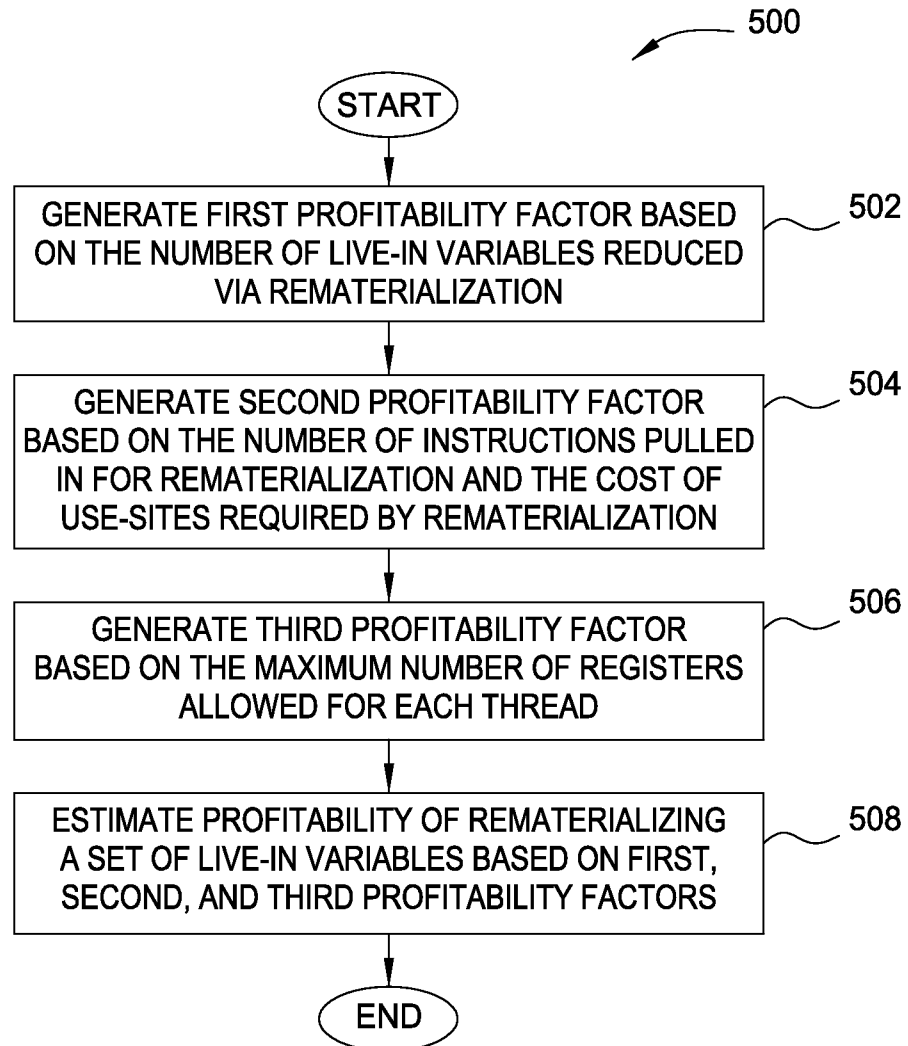 500
START
GENERATE FIRST PROFITABILITY FACTOR BASED
ON THE NUMBER OF LIVE-IN VARIABLES REDUCED
VIA REMATERIALIZATION
502
GENERATE SECOND PROFITABILITY FACTOR
BASED ON THE NUMBER OF INSTRUCTIONS PULLED
IN FOR REMATERIALIZATION AND THE COST OF
USE-SITES REQUIRED BY REMATERIALIZATION
504
GENERATE THIRD PROFITABILITY FACTOR
BASED ON THE MAXIMUM NUMBER OF REGISTERS
ALLOWED FOR EACH THREAD
506
ESTIMATE PROFITABILITY OF REMATERIALIZING
A SET OF LIVE-IN VARIABLES BASED ON FIRST,
SECOND, AND THIRD PROFITABILITY FACTORS
508
END